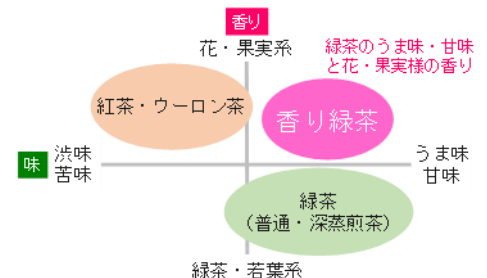 香り
花・果実系
緑茶のうま味・甘味
と花・果実様の香り
紅茶・ウーロン茶
香り緑茶
味
渋味
苦味
うま味
甘味
緑茶
（普通・深蒸煎茶）
緑茶・若葉系